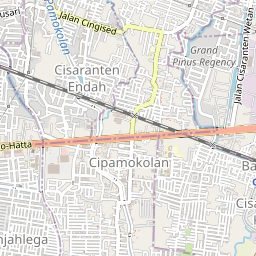 usari
Pamokolan
Jalan Cingised
Cisaranten
Endah
Grand
Pinus Regency
Jalan Cisaranten Wetan
o-Hatta
Cipamokolan
Ba
Cisa
njahlega